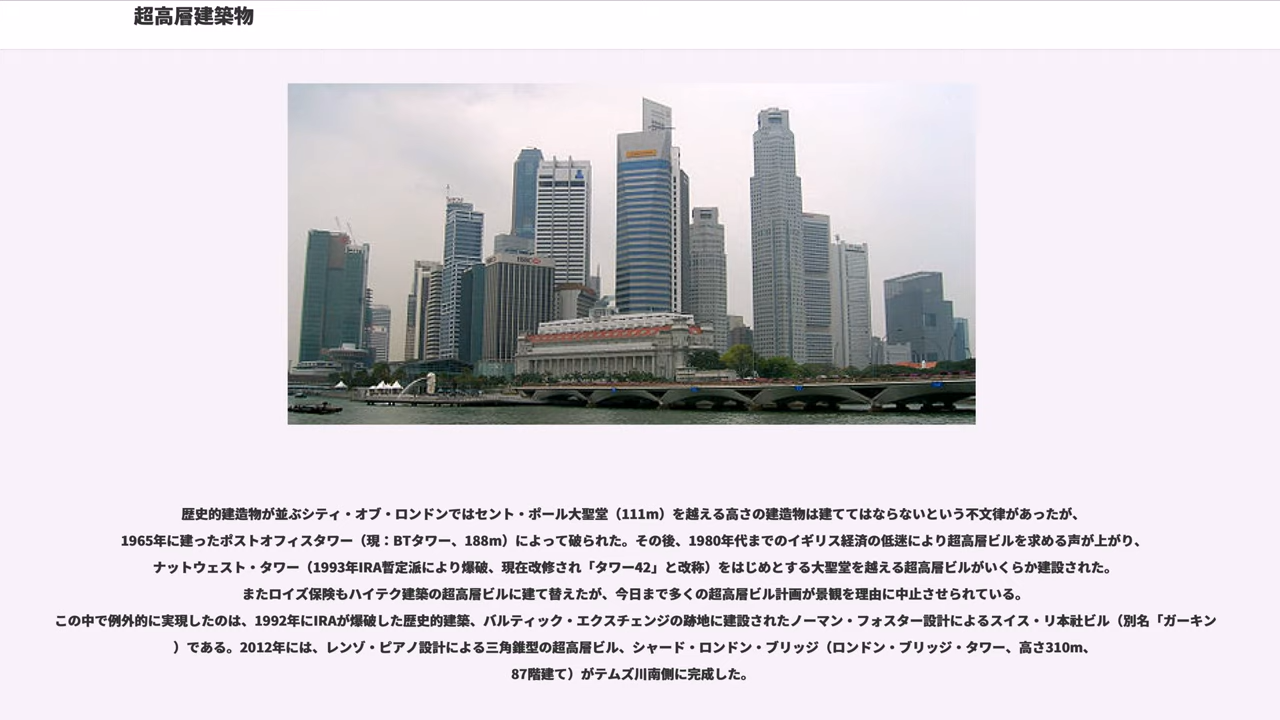 超高層建築物
歴史的建造物が並ぶシティ・オブ・ロンドンではセント・ポール大聖堂（111m）を越える高さの建造物は建ててはならないという不文律があったが、
1965年に建ったポストオフィスタワー（現：BTタワー、188m）によって破られた。その後、1980年代までのイギリス経済の低迷により超高層ビルを求める声が上がり、
ナットウェスト・タワー（1993年IRA暫定派により爆破、現在改修され「タワー42」と改称）をはじめとする大聖堂を越える超高層ビルがいくらか建設された。
またロイズ保険もハイテク建築の超高層ビルに建て替えたが、今日まで多くの超高層ビル計画が景観を理由に中止させられている。
この中で例外的に実現したのは、1992年にIRAが爆破した歴史的建築、バルティック・エクスチェンジの跡地に建設されたノーマン・フォスター設計によるスイス・リ本社ビル（別名「ガーキン
）である。2012年には、レンゾ・ピアノ設計による三角錐型の超高層ビル、シャード・ロンドン・ブリッジ（ロンドン・ブリッジ・タワー、高さ310m、
87階建て）がテムズ川南側に完成した。